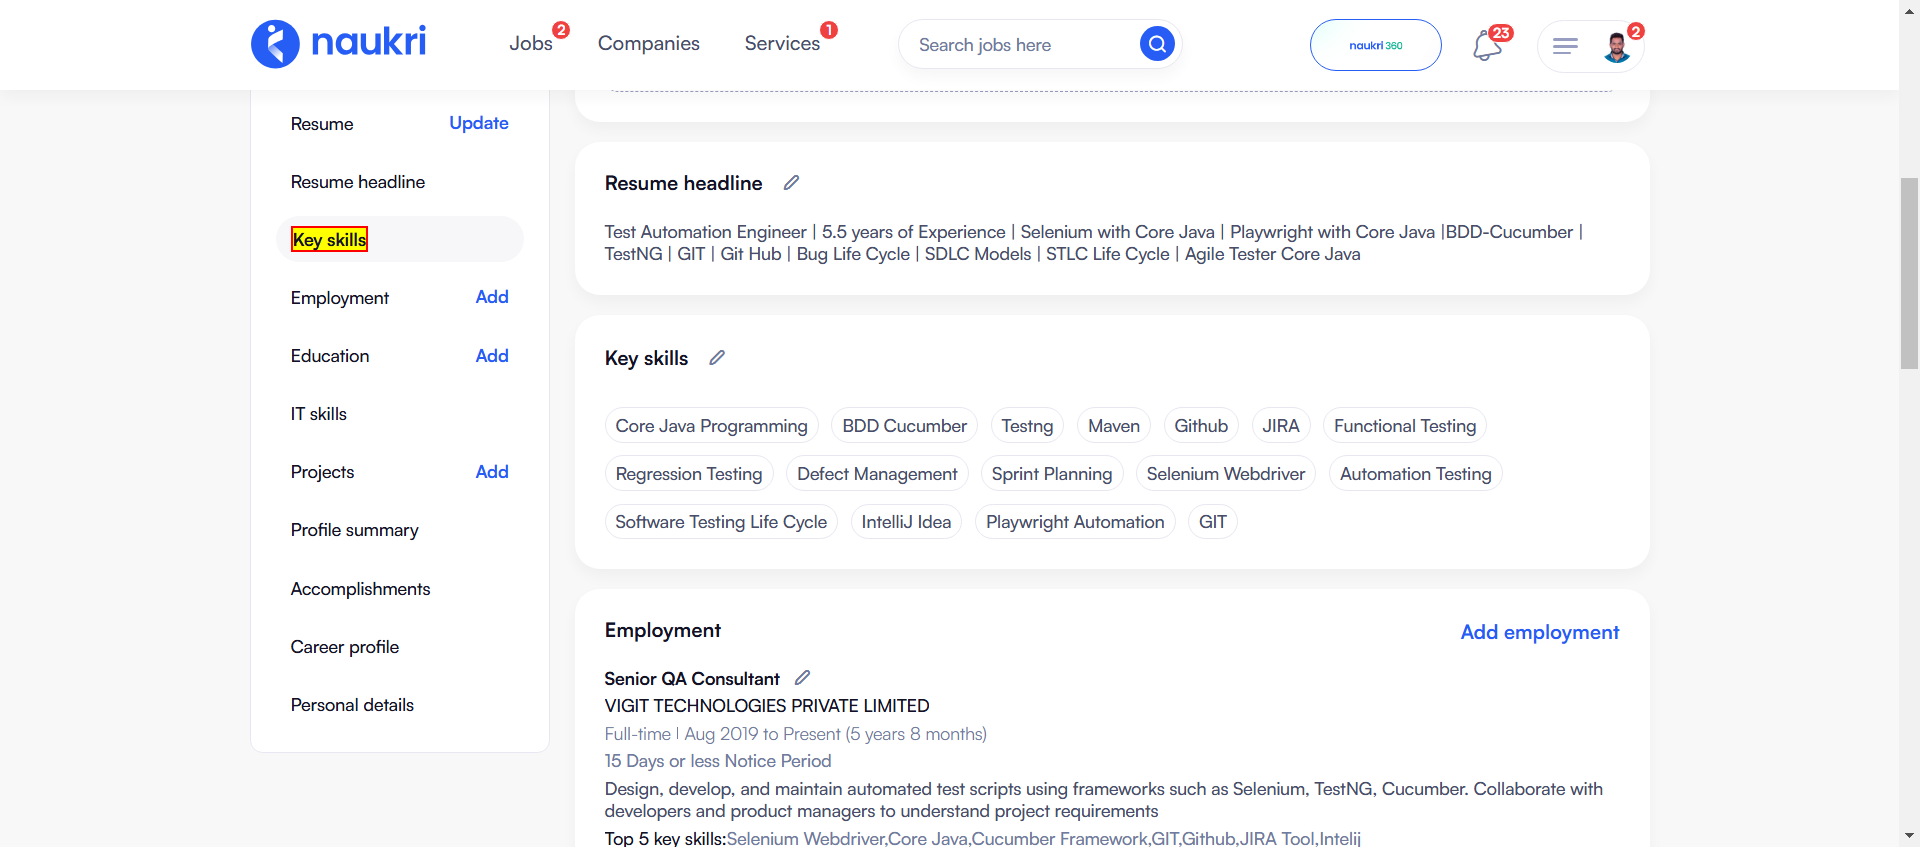 naukri
Jobs 2
Companies
Services 1
Search jobs here
naukri 360
23
2
Resume
Update
Resume headline
Key skills
Employment
Add
Education
Add
IT skills
Projects
Add
Profile summary
Accomplishments
Career profile
Personal details
Resume headline
Test Automation Engineer | 5.5 years of Experience | Selenium with Core Java | Playwright with Core Java |BDD-Cucumber |
TestNG | GIT | Git Hub | Bug Life Cycle | SDLC Models | STLC Life Cycle | Agile Tester Core Java
Key skills
Core Java Programming BDD Cucumber Testng Maven Github JIRA Functional Testing
Regression Testing Defect Management Sprint Planning Selenium Webdriver Automation Testing
Software Testing Life Cycle IntelliJ Idea Playwright Automation GIT
Employment
Add employment
Senior QA Consultant
VIGIT TECHNOLOGIES PRIVATE LIMITED
Full-time | Aug 2019 to Present (5 years 8 months)
15 Days or less Notice Period
Design, develop, and maintain automated test scripts using frameworks such as Selenium, TestNG, Cucumber. Collaborate with
developers and product managers to understand project requirements
Top 5 key skills:Selenium Webdriver,Core Java,Cucumber Framework,GIT,Github,JIRA Tool,Intelij